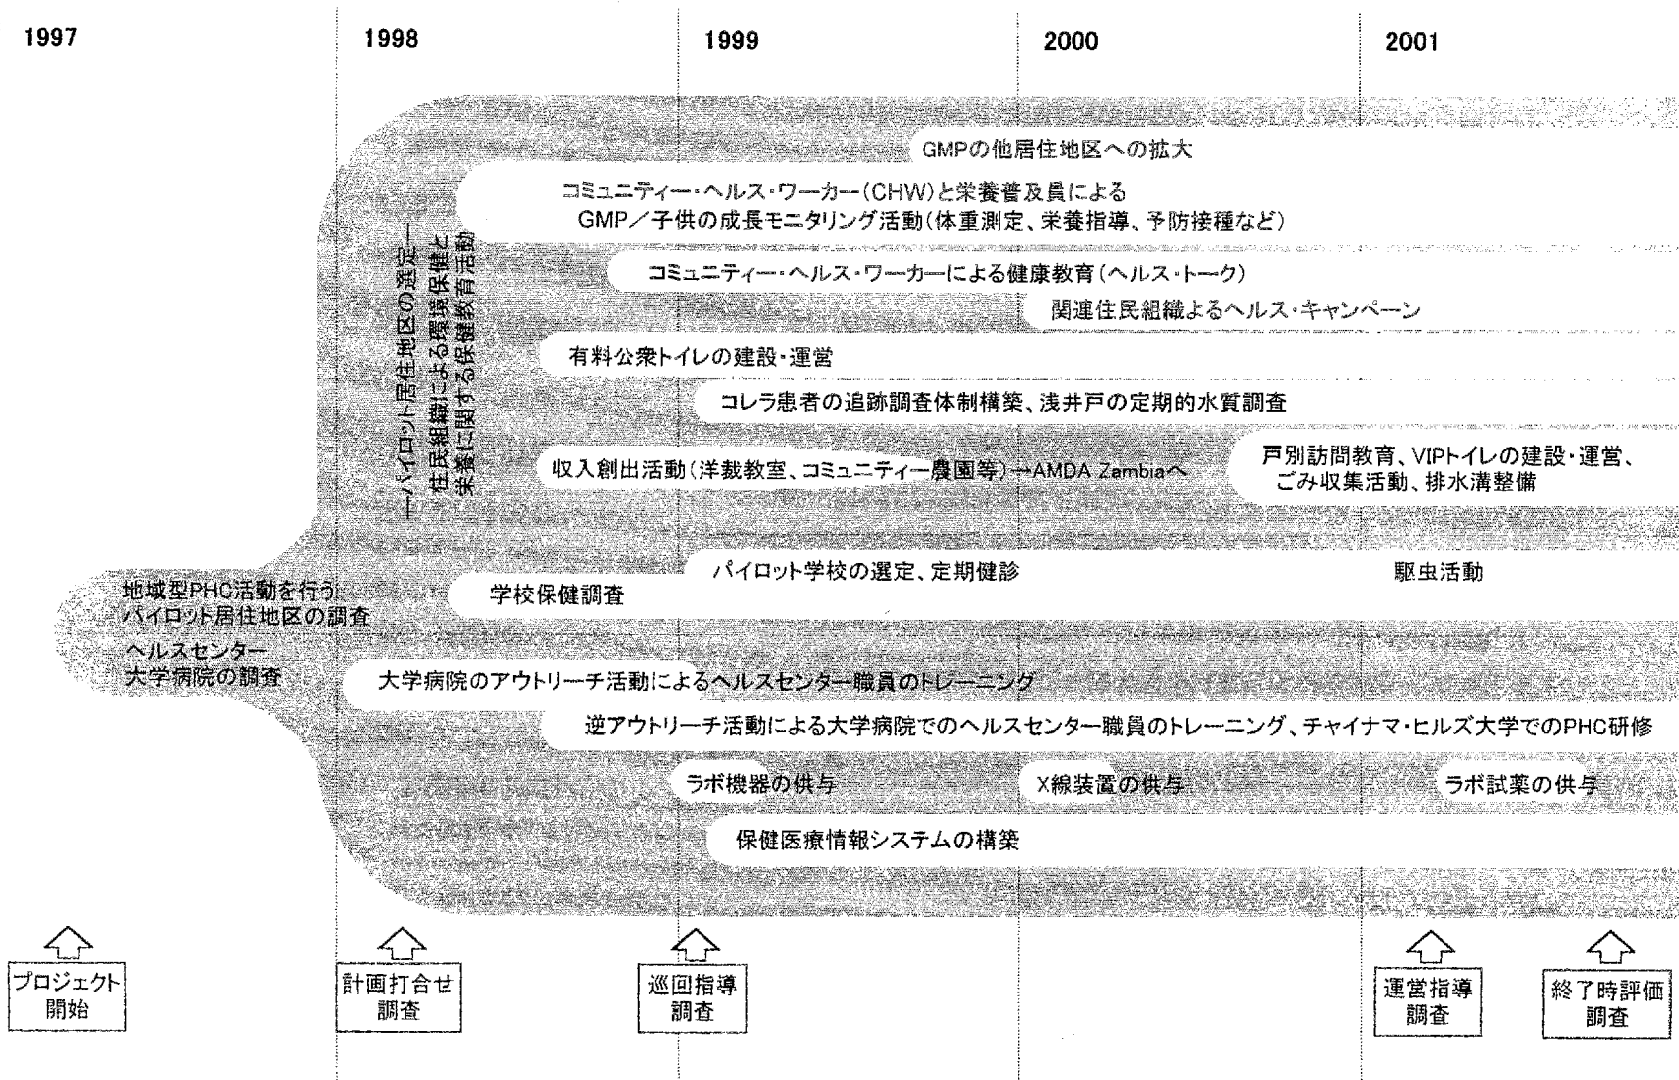 1997
1998
1999
2000
2001
GMPの他居住地区への拡大
コミュニティー・ヘルス・ワーカー(CHW)と栄養普及員による
GMP／子供の成長モニタリング活動(体重測定、栄養指導、予防接種など)
コミュニティー・ヘルス・ワーカーによる健康教育(ヘルス・トーク)
関連住民組織よるヘルス・キャンペーン
―パイロット居住地区の選定―
住民組織による環境保健と
栄養に関する保健教育活動
有料公衆トイレの建設・運営
コレラ患者の追跡調査体制構築、浅井戸の定期的水質調査
収入創出活動(洋裁教室、コミュニティー農園等)→AMDA Zambiaへ
戸別訪問教育、VIPトイレの建設・運営、
ごみ収集活動、排水溝整備
地域型PHC活動を行う
パイロット居住地区の調査
ヘルスセンター
大学病院の調査
学校保健調査
パイロット学校の選定、定期健診
駆虫活動
大学病院のアウトリーチ活動によるヘルスセンター職員のトレーニング
逆アウトリーチ活動による大学病院でのヘルスセンター職員のトレーニング、チャイナマ・ヒルズ大学でのPHC研修
ラボ機器の供与
X線装置の供与
ラボ試薬の供与
保健医療情報システムの構築
プロジェクト
開始
計画打合せ
調査
巡回指導
調査
運営指導
調査
終了時評価
調査